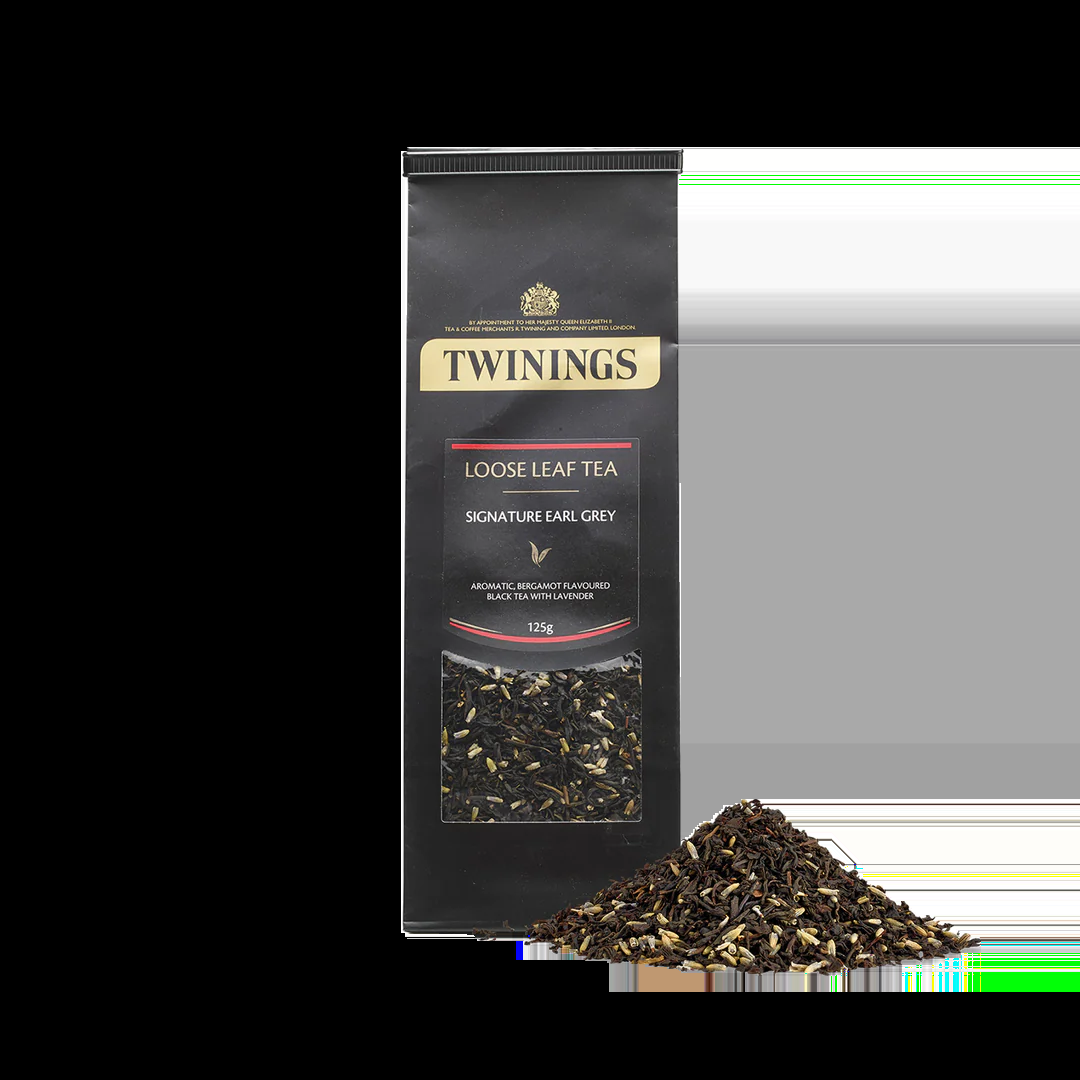 BY APPOINTMENT TO HER MAJESTY QUEEN ELIZABETH II
TEA & COFFEE MERCHANTS R. TWINING AND COMPANY LIMITED, LONDON
TWININGS
LOOSE LEAF TEA
SIGNATURE EARL GREY
AROMATIC, BERGAMOT FLAVOURED
BLACK TEA WITH LAVENDER
125g